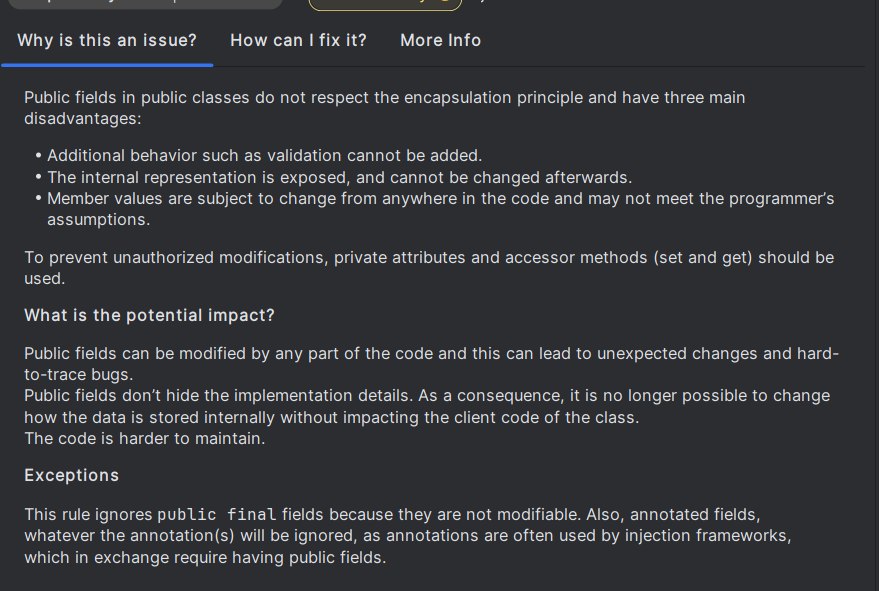 Why is this an issue? How can I fix it? More Info
Public fields in public classes do not respect the encapsulation principle and have three main
disadvantages:
• Additional behavior such as validation cannot be added.
• The internal representation is exposed, and cannot be changed afterwards.
• Member values are subject to change from anywhere in the code and may not meet the programmer’s
assumptions.
To prevent unauthorized modifications, private attributes and accessor methods (set and get) should be
used.
What is the potential impact?
Public fields can be modified by any part of the code and this can lead to unexpected changes and hard-
to-trace bugs.
Public fields don’t hide the implementation details. As a consequence, it is no longer possible to change
how the data is stored internally without impacting the client code of the class.
The code is harder to maintain.
Exceptions
This rule ignores public final fields because they are not modifiable. Also, annotated fields,
whatever the annotation(s) will be ignored, as annotations are often used by injection frameworks,
which in exchange require having public fields.